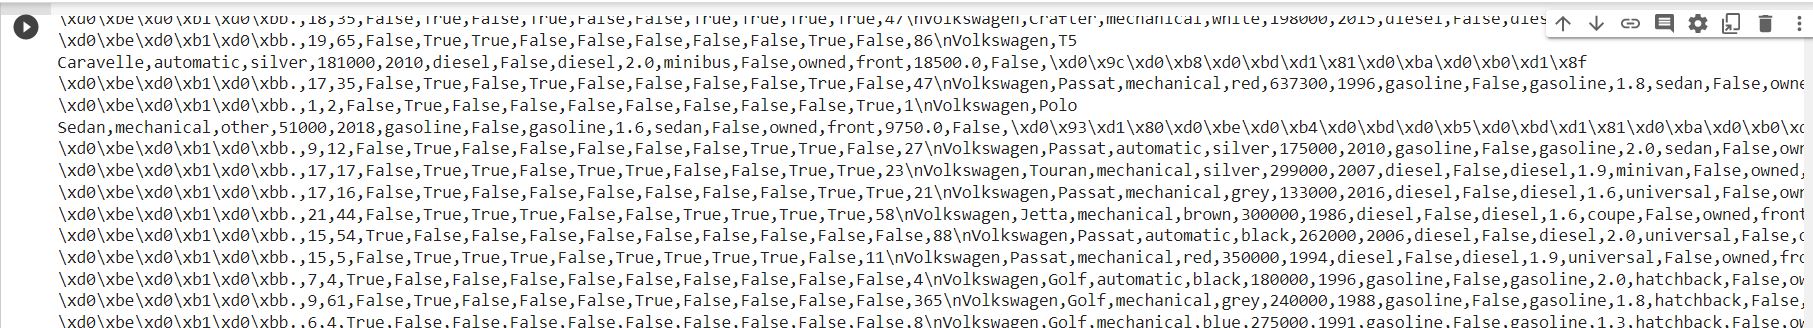 \xd0\xbe\xd0\xb1\xd0\xbb.,18,35,False,True,False,True,False,False,True,True,True,True,47\nVolkswagen,Crafter,mechanical,white,198000,2015,diesel,False,dies
\xd0\xbe\xd0\xb1\xd0\xbb.,19,65,False,True,True,False,False,False,False,False,True,False,86\nVolkswagen,T5
Caravelle,automatic,silver,181000,2010,diesel,False,diesel,2.0,minibus,False,owned,front,18500.0,False,\xd0\x9c\xd0\xb8\xd0\xbd\xd1\x81\xd0\xba\xd0\xb0\xd1\x8f
\xd0\xbe\xd0\xb1\xd0\xbb.,17,35,False,True,False,True,False,False,False,False,True,False,47\nVolkswagen,Passat,mechanical,red,637300,1996,gasoline,False,gasoline,1.8,sedan,False,owne
\xd0\xbe\xd0\xb1\xd0\xbb.,1,2,False,True,False,False,False,False,False,False,False,True,1\nVolkswagen,Polo
Sedan,mechanical,other,51000,2018,gasoline,False,gasoline,1.6,sedan,False,owned,front,9750.0,False,\xd0\x93\xd1\x80\xd0\xbe\xd0\xb4\xd0\xbd\xd0\xb5\xd0\xbd\xd1\x81\xd0\xba\xd0\xb0\xd
\xd0\xbe\xd0\xb1\xd0\xbb.,9,12,False,True,False,False,False,False,False,True,True,False,27\nVolkswagen,Passat,automatic,silver,175000,2010,gasoline,False,gasoline,2.0,sedan,False,own
\xd0\xbe\xd0\xb1\xd0\xbb.,17,17,False,True,True,False,True,True,False,False,True,True,23\nVolkswagen,Touran,mechanical,silver,299000,2007,diesel,False,diesel,1.9,minivan,False,owned,
\xd0\xbe\xd0\xb1\xd0\xbb.,17,16,False,True,False,False,False,False,False,False,True,True,21\nVolkswagen,Passat,mechanical,grey,133000,2016,diesel,False,diesel,1.6,universal,False,own
\xd0\xbe\xd0\xb1\xd0\xbb.,21,44,False,True,True,True,False,False,True,True,True,True,58\nVolkswagen,Jetta,mechanical,brown,300000,1986,diesel,False,diesel,1.6,coupe,False,owned,front
\xd0\xbe\xd0\xb1\xd0\xbb.,15,54,True,False,False,False,False,False,False,False,False,False,88\nVolkswagen,Passat,automatic,black,262000,2006,diesel,False,diesel,2.0,universal,False,o
\xd0\xbe\xd0\xb1\xd0\xbb.,15,5,False,True,True,True,False,True,True,True,True,False,11\nVolkswagen,Passat,mechanical,red,350000,1994,diesel,False,diesel,1.9,universal,False,owned,fro
\xd0\xbe\xd0\xb1\xd0\xbb.,7,4,True,False,False,False,False,False,False,False,False,False,4\nVolkswagen,Golf,automatic,black,180000,1996,gasoline,False,gasoline,2.0,hatchback,False,ow
\xd0\xbe\xd0\xb1\xd0\xbb.,9,61,False,True,False,False,False,True,False,False,False,False,365\nVolkswagen,Golf,mechanical,grey,240000,1988,gasoline,False,gasoline,1.8,hatchback,False,
\xd0\xbe\xd0\xb1\xd0\xbb.,6,4,True,False,False,False,False,False,False,False,False,False,8\nVolkswagen,Golf,mechanical,blue,275000,1991,gasoline,False,gasoline,1.3,hatchback,False,ow